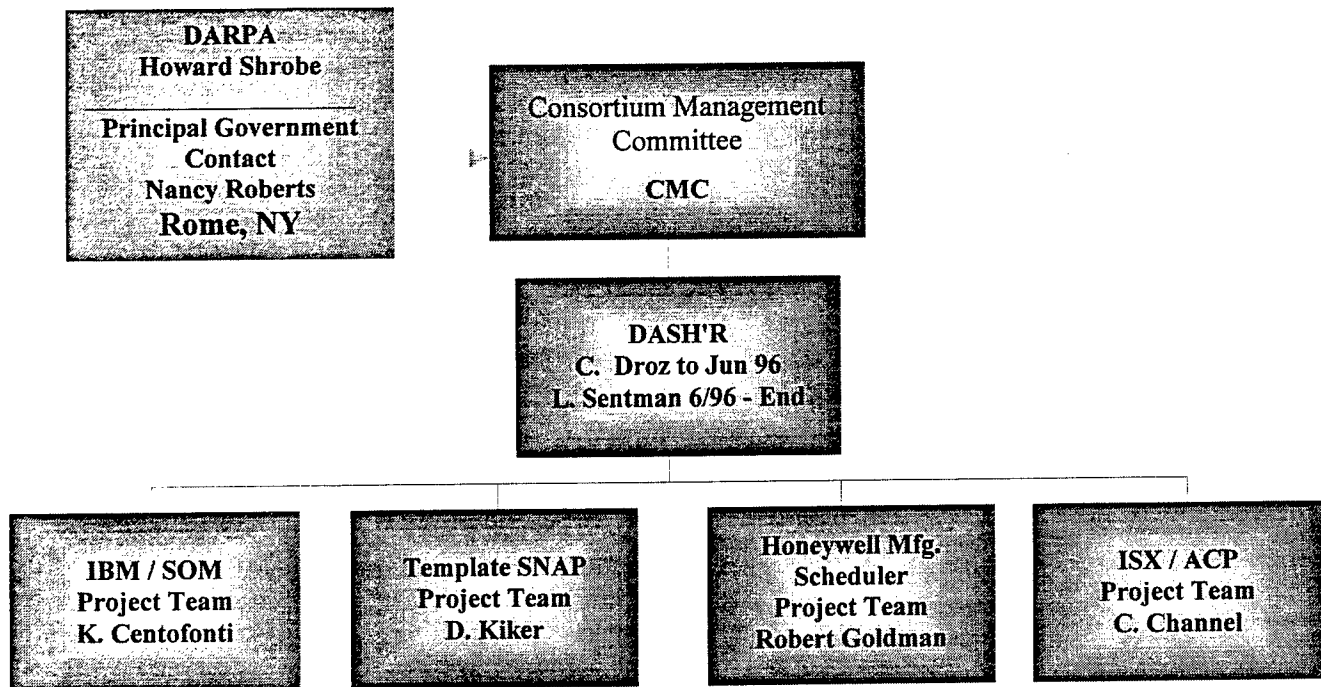 DARPA
Howard Shrobe
Principal Government
Contact
Nancy Roberts
Rome, NY
Consortium Management
Committee
CMC
DASH'R
C. Droz to Jun 96
L. Sentman 6/96 - End
IBM / SOM
Project Team
K. Centofonti
Template SNAP
Project Team
D. Kiker
Honeywell Mfg.
Scheduler
Project Team
Robert Goldman
ISX / ACP
Project Team
C. Channel